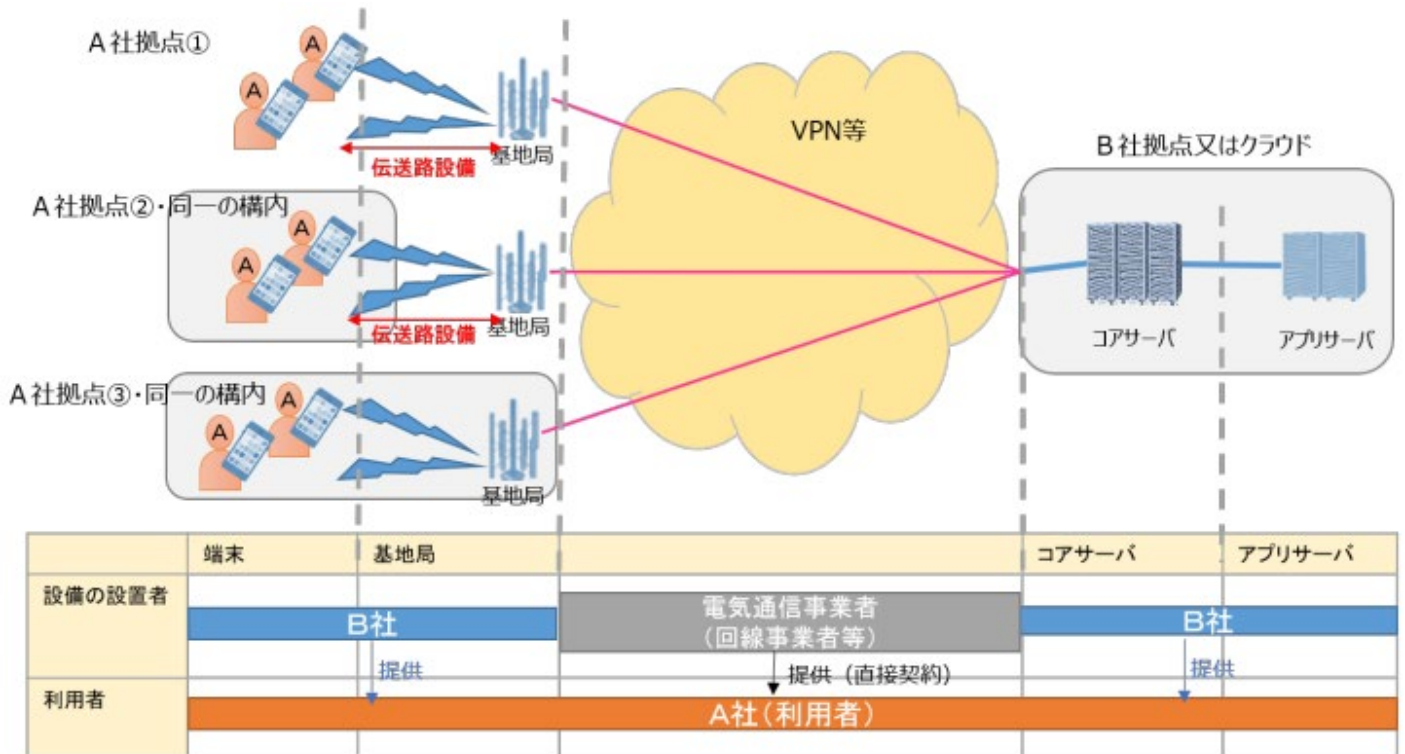 A社拠点①
A
A
伝送路設備
基地局
VPN等
B社拠点又はクラウド
A社拠点②・同一の構内
A
A
伝送路設備
基地局
コアサーバ
アプリサーバ
A社拠点③・同一の構内
A
A
基地局
端末
基地局
コアサーバ
アプリサーバ
設備の設置者
B社
電気通信事業者
(回線事業者等)
B社
提供
提供（直接契約）
提供
利用者
A社(利用者)